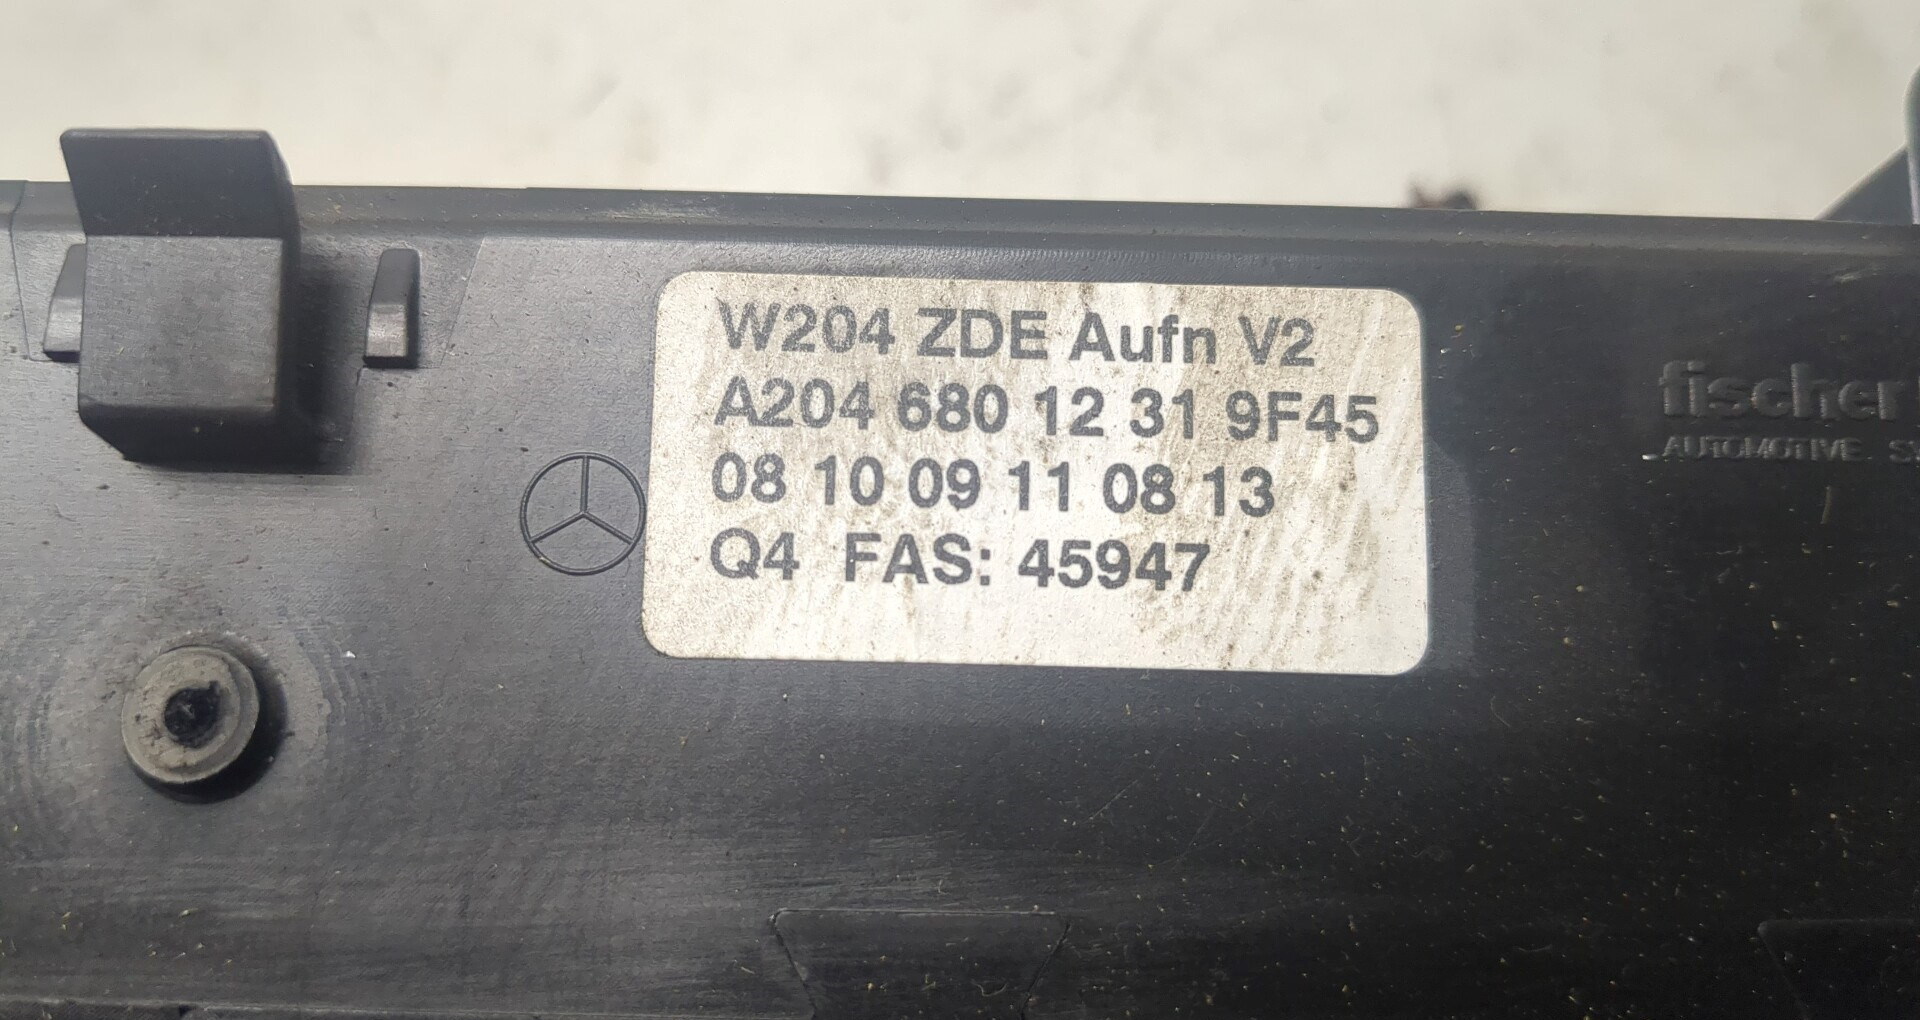 W204 ZDE Aufn V2
A204 680 12 31 9F45
08 10 09 11 08 13
Q4 FAS: 45947
fischer
AUTOMOTIVE